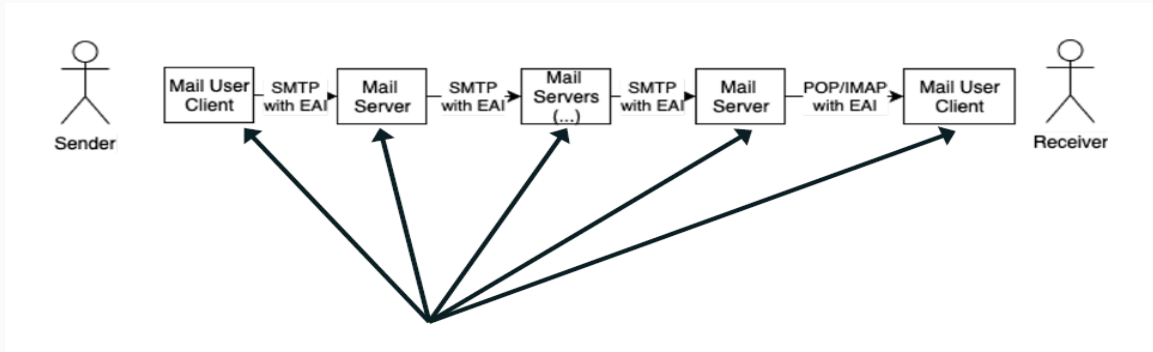 Sender
Mail User
Client
SMTP
with EAI
Mail
Server
SMTP
with EAI
Mail
Servers
(...)
SMTP
with EAI
Mail
Server
POP/IMAP
with EAI
Mail User
Client
Receiver